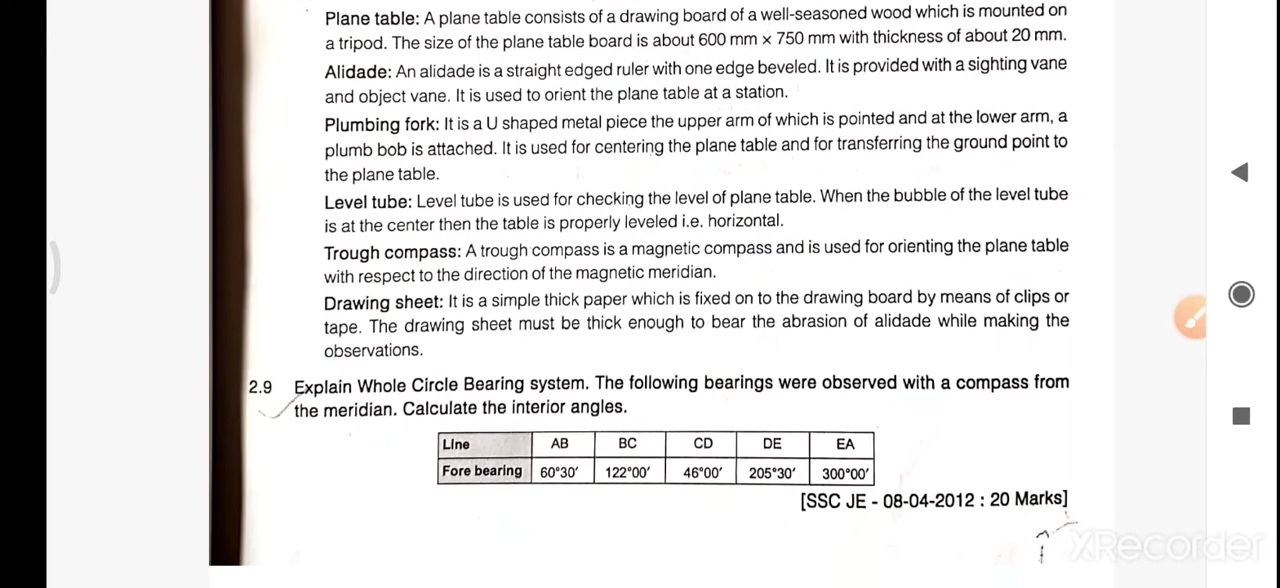 Plane table: A plane table consists of a drawing board of a well-seasoned wood which is mounted on
a tripod. The size of the plane table board is about 600 mm × 750 mm with thickness of about 20 mm.
Alidade: An alidade is a straight edged ruler with one edge beveled. It is provided with a sighting vane
and object vane. It is used to orient the plane table at a station.
Plumbing fork: It is a U shaped metal piece the upper arm of which is pointed and at the lower arm, a
plumb bob is attached. It is used for centering the plane table and for transferring the ground point to
the plane table.
Level tube: Level tube is used for checking the level of plane table. When the bubble of the level tube
is at the center then the table is properly leveled i.e. horizontal.
Trough compass: A trough compass is a magnetic compass and is used for orienting the plane table
with respect to the direction of the magnetic meridian.
Drawing sheet: It is a simple thick paper which is fixed on to the drawing board by means of clips or
tape. The drawing sheet must be thick enough to bear the abrasion of alidade while making the
observations.
2.9 Explain Whole Circle Bearing system. The following bearings were observed with a compass from
the meridian. Calculate the interior angles.
Line AB BC CD DE EA
Fore bearing 60°30′ 122°00′ 46°00′ 205°30′ 300°00′
[SSC JE - 08-04-2012 : 20 Marks]
XRecorder